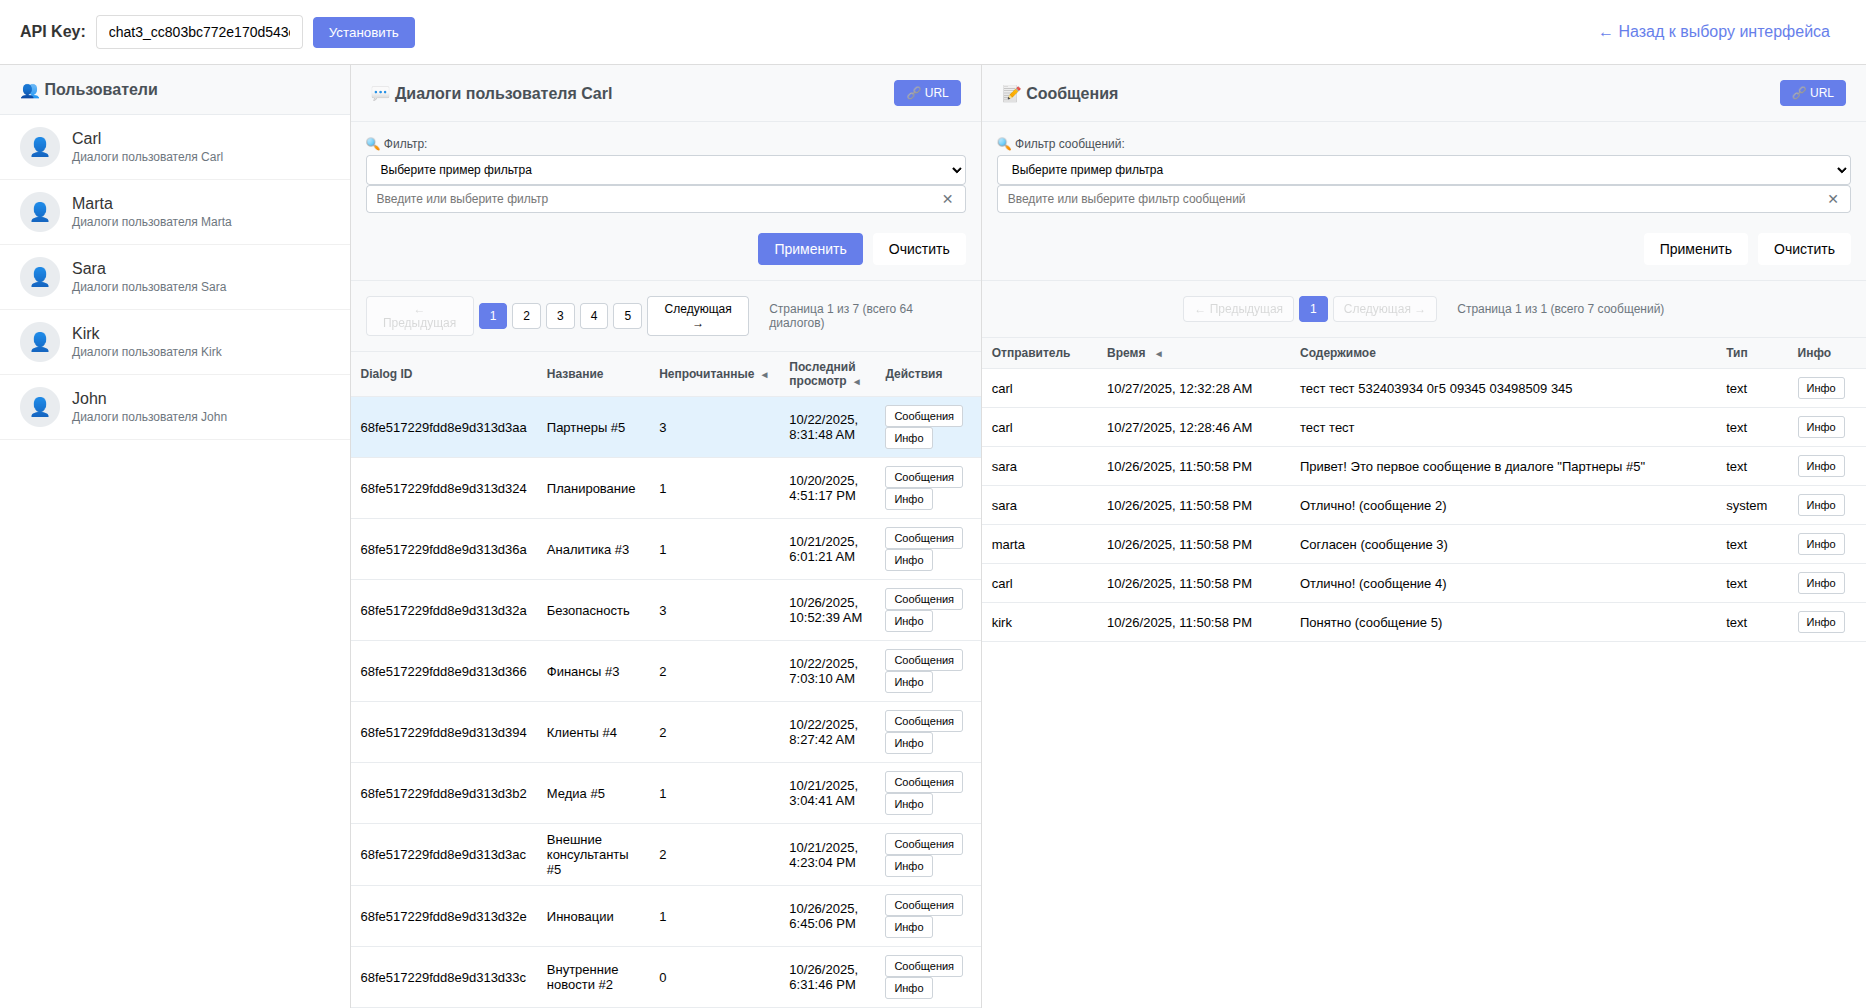 API Key: chat3_cc803bc772e170d543 Установить ← Назад к выбору интерфейса
👥 Пользователи
Carl
Диалоги пользователя Carl
Marta
Диалоги пользователя Marta
Sara
Диалоги пользователя Sara
Kirk
Диалоги пользователя Kirk
John
Диалоги пользователя John
💬 Диалоги пользователя Carl 🔗 URL
🔍 Фильтр:
Выберите пример фильтра
Введите или выберите фильтр ✕
Применить Очистить
← Предыдущая 1 2 3 4 5 Следующая → Страница 1 из 7 (всего 64 диалогов)
Dialog ID Название Непрочитанные ◄ Последний просмотр ◄ Действия
68fe517229fdd8e9d313d3aa Партнеры #5 3 10/22/2025, 8:31:48 AM Сообщения Инфо
68fe517229fdd8e9d313d324 Планирование 1 10/20/2025, 4:51:17 PM Сообщения Инфо
68fe517229fdd8e9d313d36a Аналитика #3 1 10/21/2025, 6:01:21 AM Сообщения Инфо
68fe517229fdd8e9d313d32a Безопасность 3 10/26/2025, 10:52:39 AM Сообщения Инфо
68fe517229fdd8e9d313d366 Финансы #3 2 10/22/2025, 7:03:10 AM Сообщения Инфо
68fe517229fdd8e9d313d394 Клиенты #4 2 10/22/2025, 8:27:42 AM Сообщения Инфо
68fe517229fdd8e9d313d3b2 Медиа #5 1 10/21/2025, 3:04:41 AM Сообщения Инфо
68fe517229fdd8e9d313d3ac Внешние консультанты #5 2 10/21/2025, 4:23:04 PM Сообщения Инфо
68fe517229fdd8e9d313d32e Инновации 1 10/26/2025, 6:45:06 PM Сообщения Инфо
68fe517229fdd8e9d313d33c Внутренние новости #2 0 10/26/2025, 6:31:46 PM Сообщения Инфо
📝 Сообщения 🔗 URL
🔍 Фильтр сообщений:
Выберите пример фильтра
Введите или выберите фильтр сообщений ✕
Применить Очистить
← Предыдущая 1 Следующая → Страница 1 из 1 (всего 7 сообщений)
Отправитель Время ◄ Содержимое Тип Инфо
carl 10/27/2025, 12:32:28 AM тест тест 532403934 0г5 09345 03498509 345 text Инфо
carl 10/27/2025, 12:28:46 AM тест тест text Инфо
sara 10/26/2025, 11:50:58 PM Привет! Это первое сообщение в диалоге "Партнеры #5" text Инфо
sara 10/26/2025, 11:50:58 PM Отлично! (сообщение 2) system Инфо
marta 10/26/2025, 11:50:58 PM Согласен (сообщение 3) text Инфо
carl 10/26/2025, 11:50:58 PM Отлично! (сообщение 4) text Инфо
kirk 10/26/2025, 11:50:58 PM Понятно (сообщение 5) text Инфо